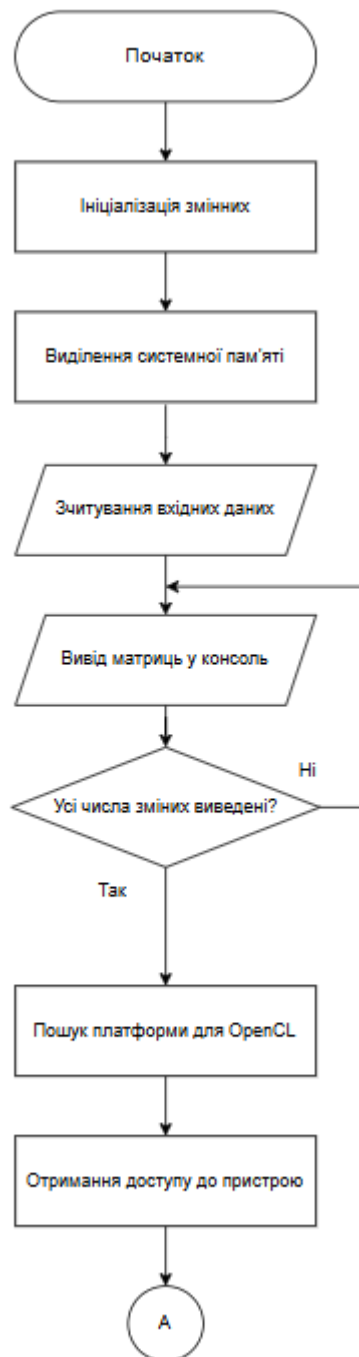 Початок
Ініціалізація змінних
Виділення системної пам'яті
Зчитування вхідних даних
Вивід матриць у консоль
Ні
Усі числа зміних виведені?
Так
Пошук платформи для OpenCL
Отримання доступу до пристрою
А